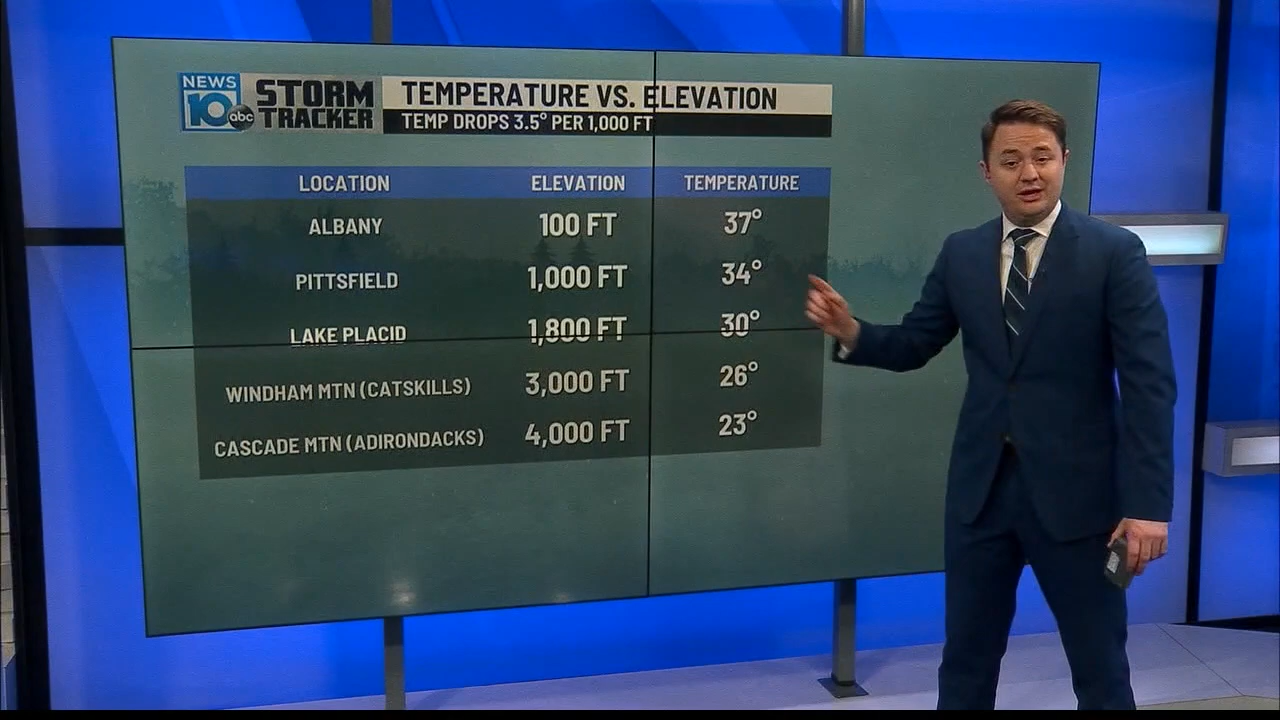 NEWS
10
abc
STORM
TRACKER
TEMPERATURE VS. ELEVATION
TEMP DROPS 3.5° PER 1,000 FT
LOCATION ELEVATION TEMPERATURE
ALBANY 100 FT 37°
PITTSFIELD 1,000 FT 34°
LAKE PLACID 1,800 FT 30°
WINDHAM MTN (CATSKILLS) 3,000 FT 26°
CASCADE MTN (ADIRONDACKS) 4,000 FT 23°